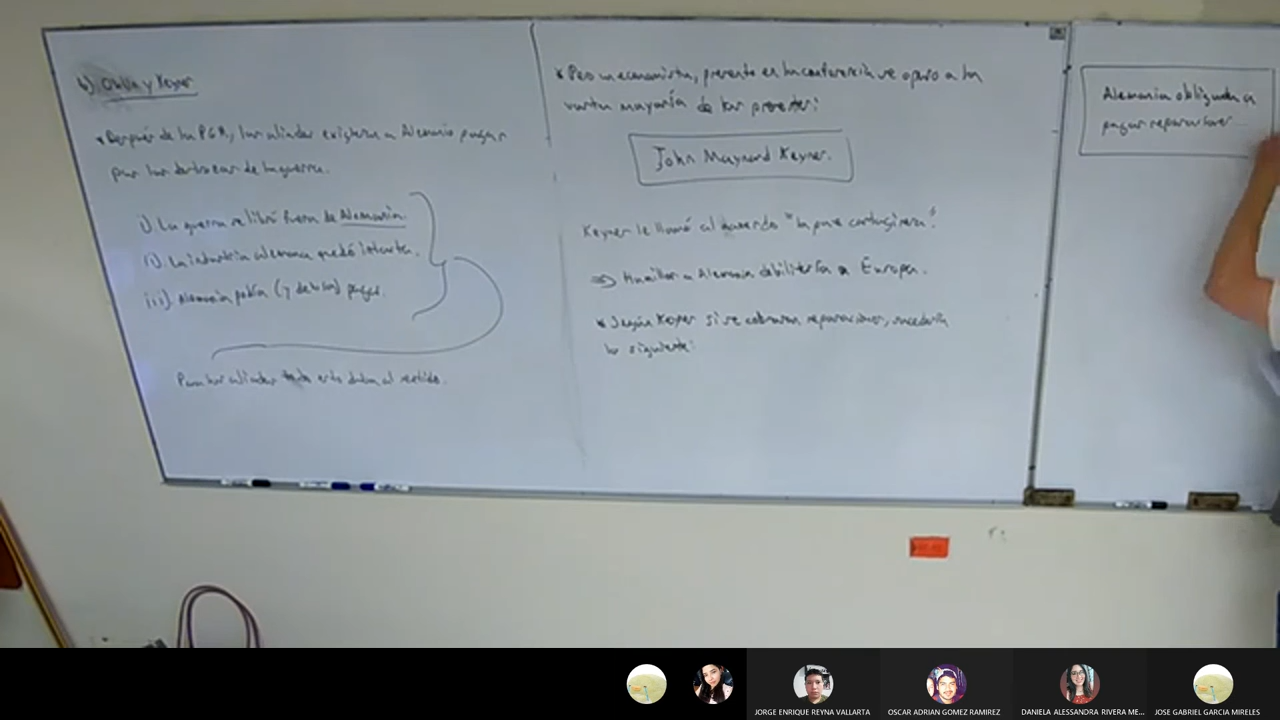 b) Ohlin y Keynes
* Después de la PGM, los aliados exigieron a Alemania pagar
por los destrozos de la guerra.
i) La guerra se libró fuera de Alemania.
ii) La industria alemana quedó intacta.
iii) Alemania podía (y debía) pagar.
Para los aliados todo esto daba al sentido.
* Pero un economista, presente en la conferencia se opuso a la
vasta mayoría de los presentes:
John Maynard Keynes.
Keynes le llamó al acuerdo "la paz cartaginesa".
⇒ Humillar a Alemania debilitaría a Europa.
* Según Keynes si se cobraran reparaciones, sucedería
lo siguiente:
Alemania obligada a
pagar reparaciones
JORGE ENRIQUE REYNA VALLARTA
OSCAR ADRIAN GOMEZ RAMIREZ
DANIELA ALESSANDRA RIVERA ME...
JOSE GABRIEL GARCIA MIRELES